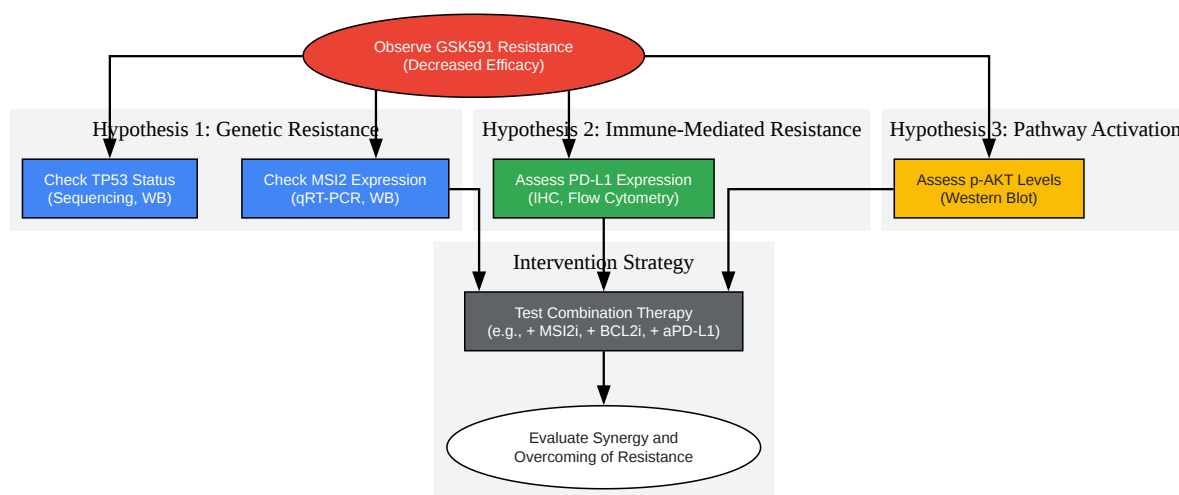 Observe GSK591 Resistance
(Decreased Efficacy)
Hypothesis 1: Genetic Resistance
Hypothesis 2: Immune-Mediated Resistance
Hypothesis 3: Pathway Activation
Check TP53 Status
(Sequencing, WB)
Check MSI2 Expression
(qRT-PCR, WB)
Assess PD-L1 Expression
(IHC, Flow Cytometry)
Assess p-AKT Levels
(Western Blot)
Intervention Strategy
Test Combination Therapy
(e.g., + MSI2i, + BCL2i, + aPD-L1)
Evaluate Synergy and
Overcoming of Resistance